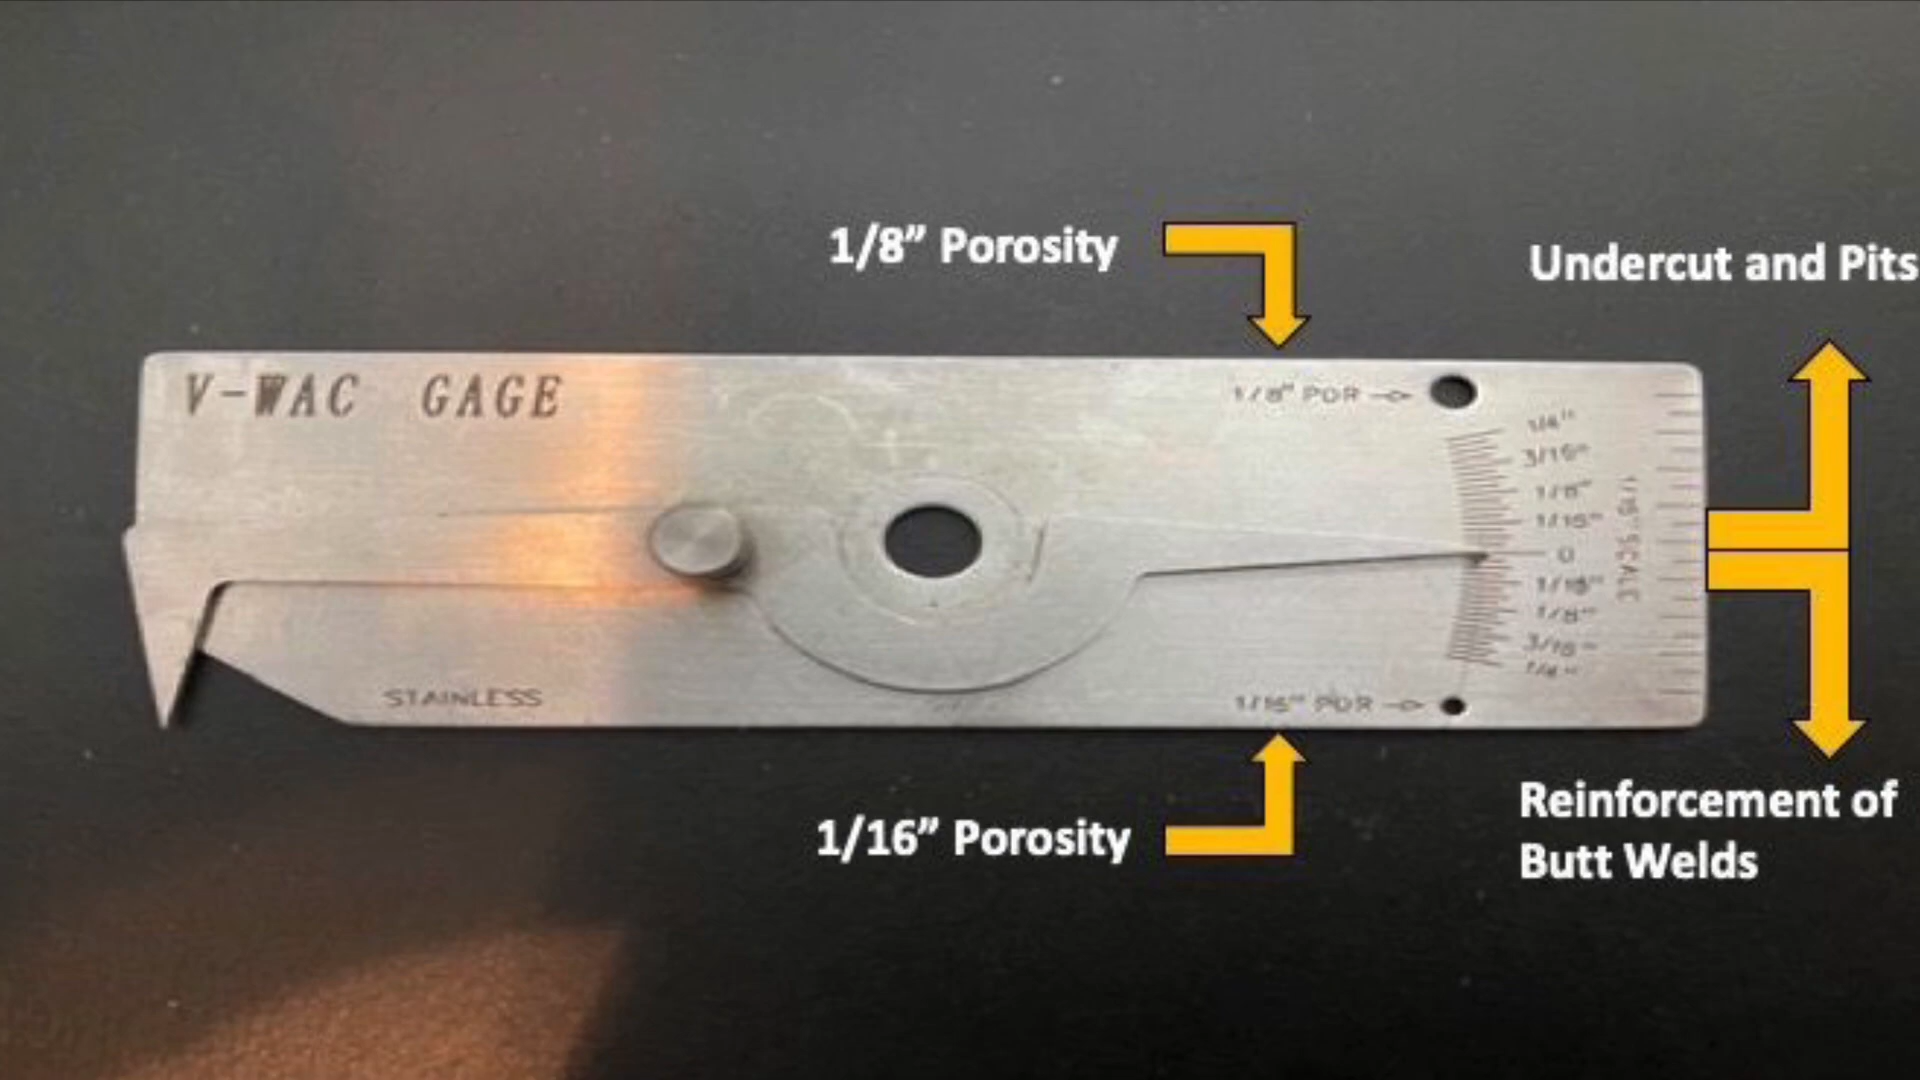 1/8” Porosity
Undercut and Pits
V-WAC GAGE
1/8" POR
1/4"
3/16"
1/8"
1/16"
0
1/16"
1/8"
3/16"
1/4"
1/16" SCALE
STAINLESS
1/16" POR
1/16” Porosity
Reinforcement of
Butt Welds